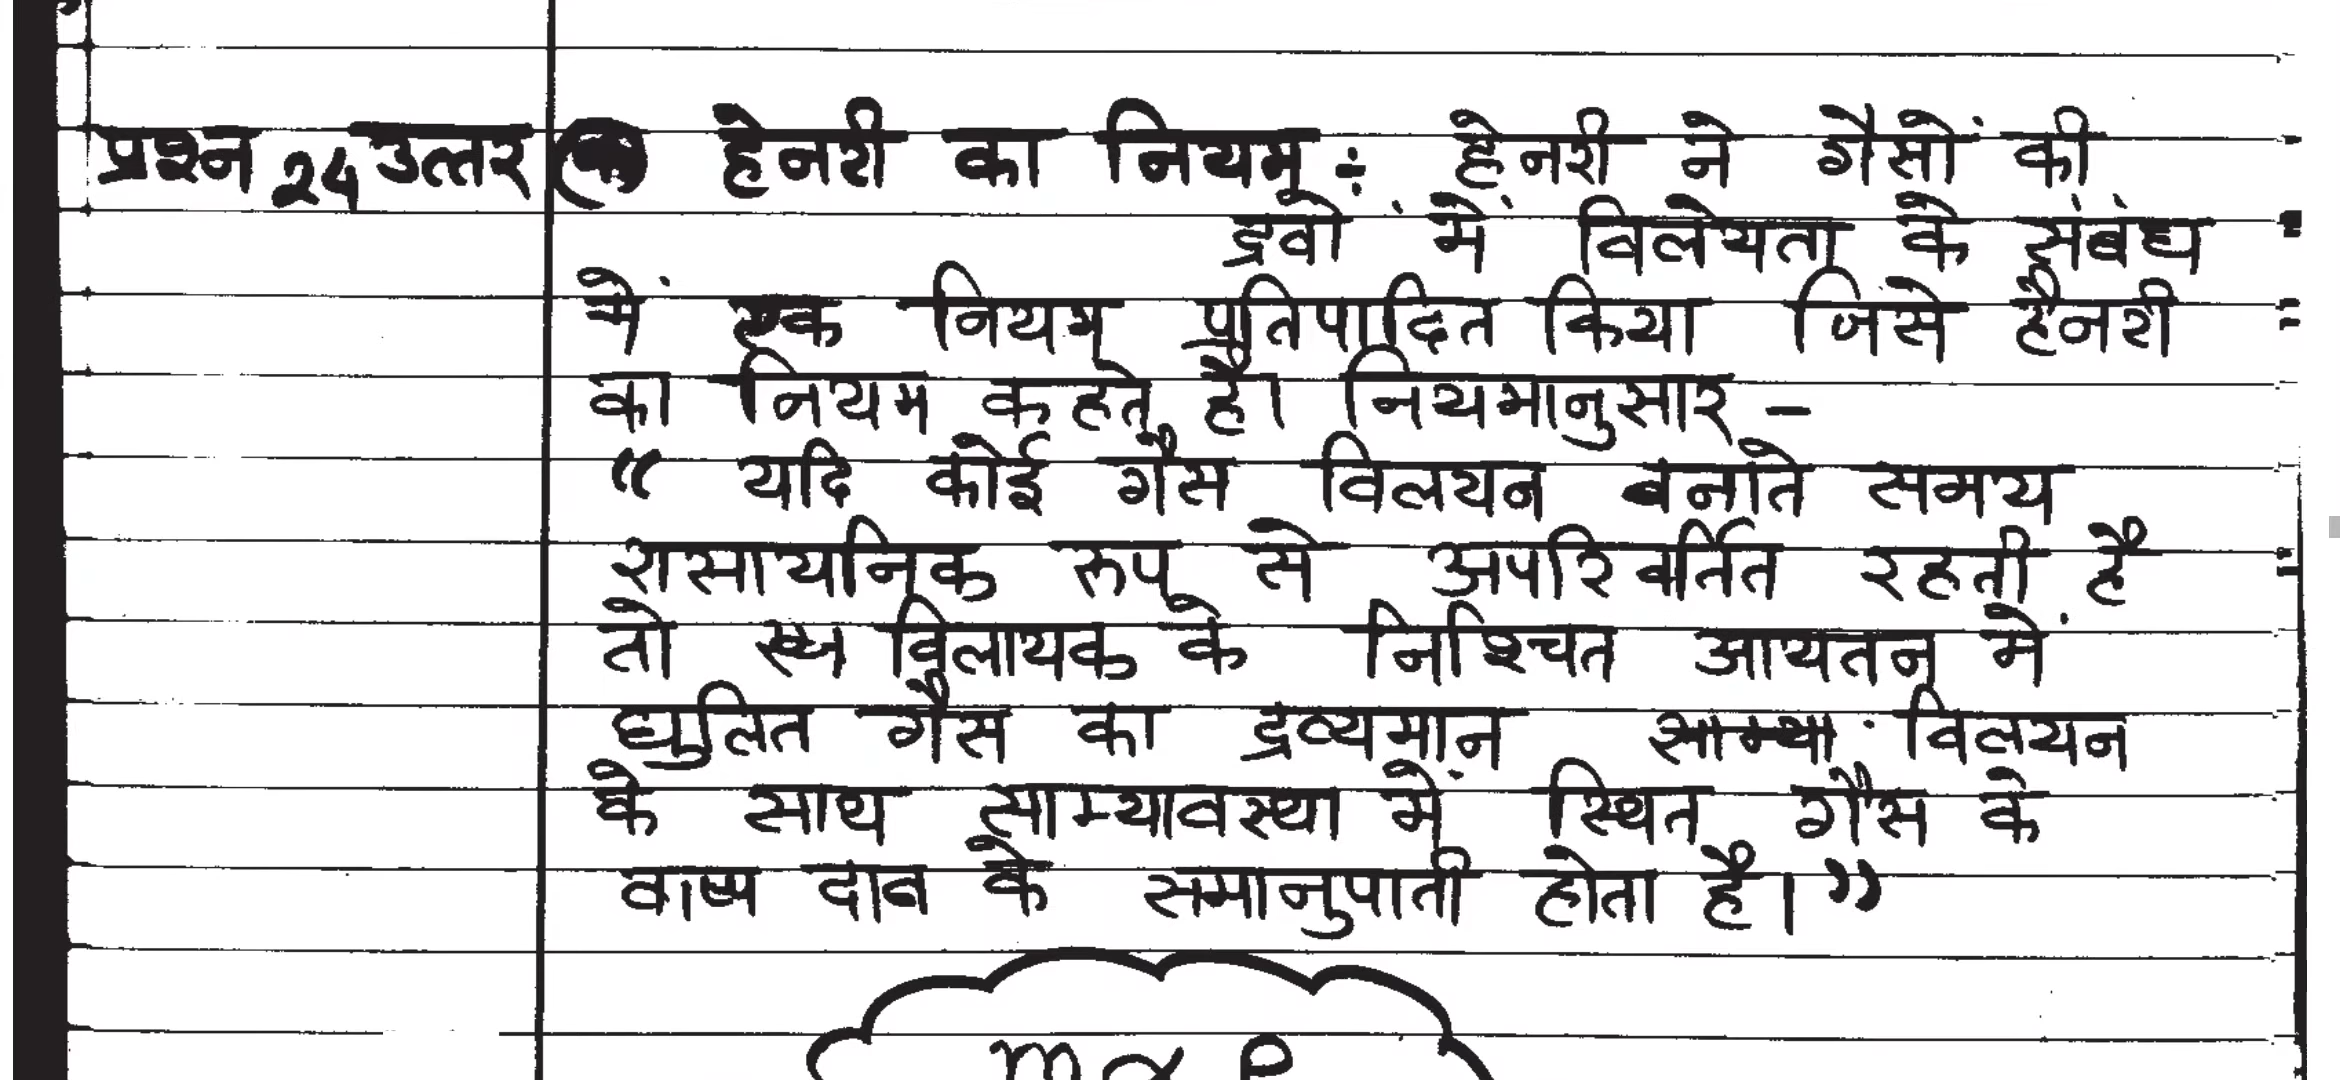 प्रश्न 24 उत्तर हेनरी का नियम ÷ हेनरी ने गैसों की
द्रवों में विलेयता के संबंध
में एक नियम प्रतिपादित किया जिसे हैनरी
का नियम कहते है। नियमानुसार –
“ यदि कोई गैस विलयन बनाते समय
रासायनिक रुप से अपरिवर्तित रहती है
तो विलायक के निश्चित आयतन में
घुलित गैस का द्रव्यमान साम्या विलयन
के साथ साम्यावस्था में स्थित गैस के
वाष्प दाब के समानुपाती होता है। ”
m α P